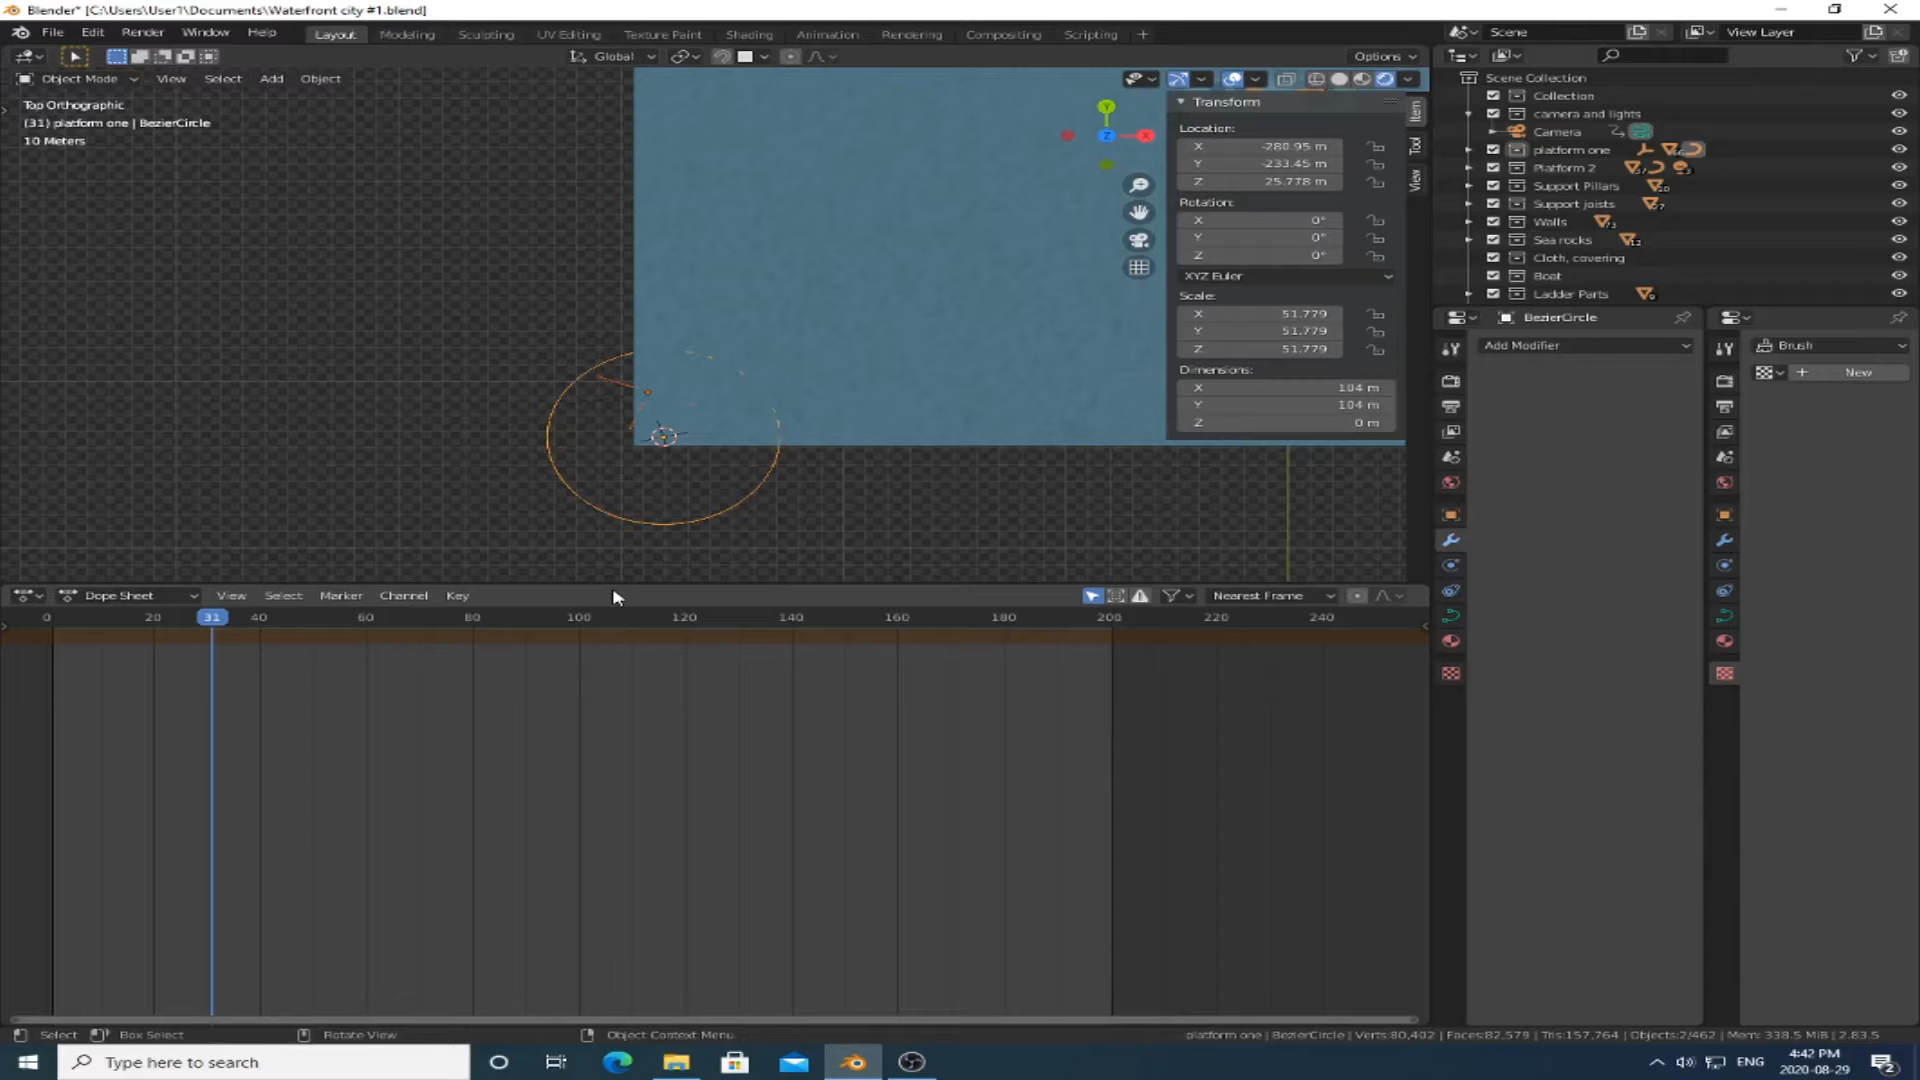 Blender* [C:\Users\User1\Documents\Waterfront city #1.blend]
File Edit Render Window Help
Layout Modeling Sculpting UV Editing Texture Paint Shading Animation Rendering Compositing Scripting +
Scene View Layer
Global Options
Object Mode View Select Add Object
Top Orthographic
(31) platform one | BezierCircle
10 Meters
Y
Z X
Transform
Location:
X -280.95 m
Y -233.45 m
Z 25.778 m
Rotation:
X 0°
Y 0°
Z 0°
XYZ Euler
Scale:
X 51.779
Y 51.779
Z 51.779
Dimensions:
X 104 m
Y 104 m
Z 0 m
Item
Tool
View
Scene Collection
Collection
camera and lights
Camera
platform one
Platform 2
Support Pillars
Support joists
Walls
Sea rocks
Cloth, covering
Boat
Ladder Parts
BezierCircle
Add Modifier
Brush
New
Dope Sheet View Select Marker Channel Key Nearest Frame
0 20 31 40 60 80 100 120 140 160 180 200 220 240
Select Box Select Rotate View Object Context Menu
platform one | BezierCircle | Verts:80,402 | Faces:82,579 | Tris:157,764 | Objects:2/462 | Mem: 338.5 MiB | 2.83.5
Type here to search
ENG
4:42 PM
2020-08-29
2